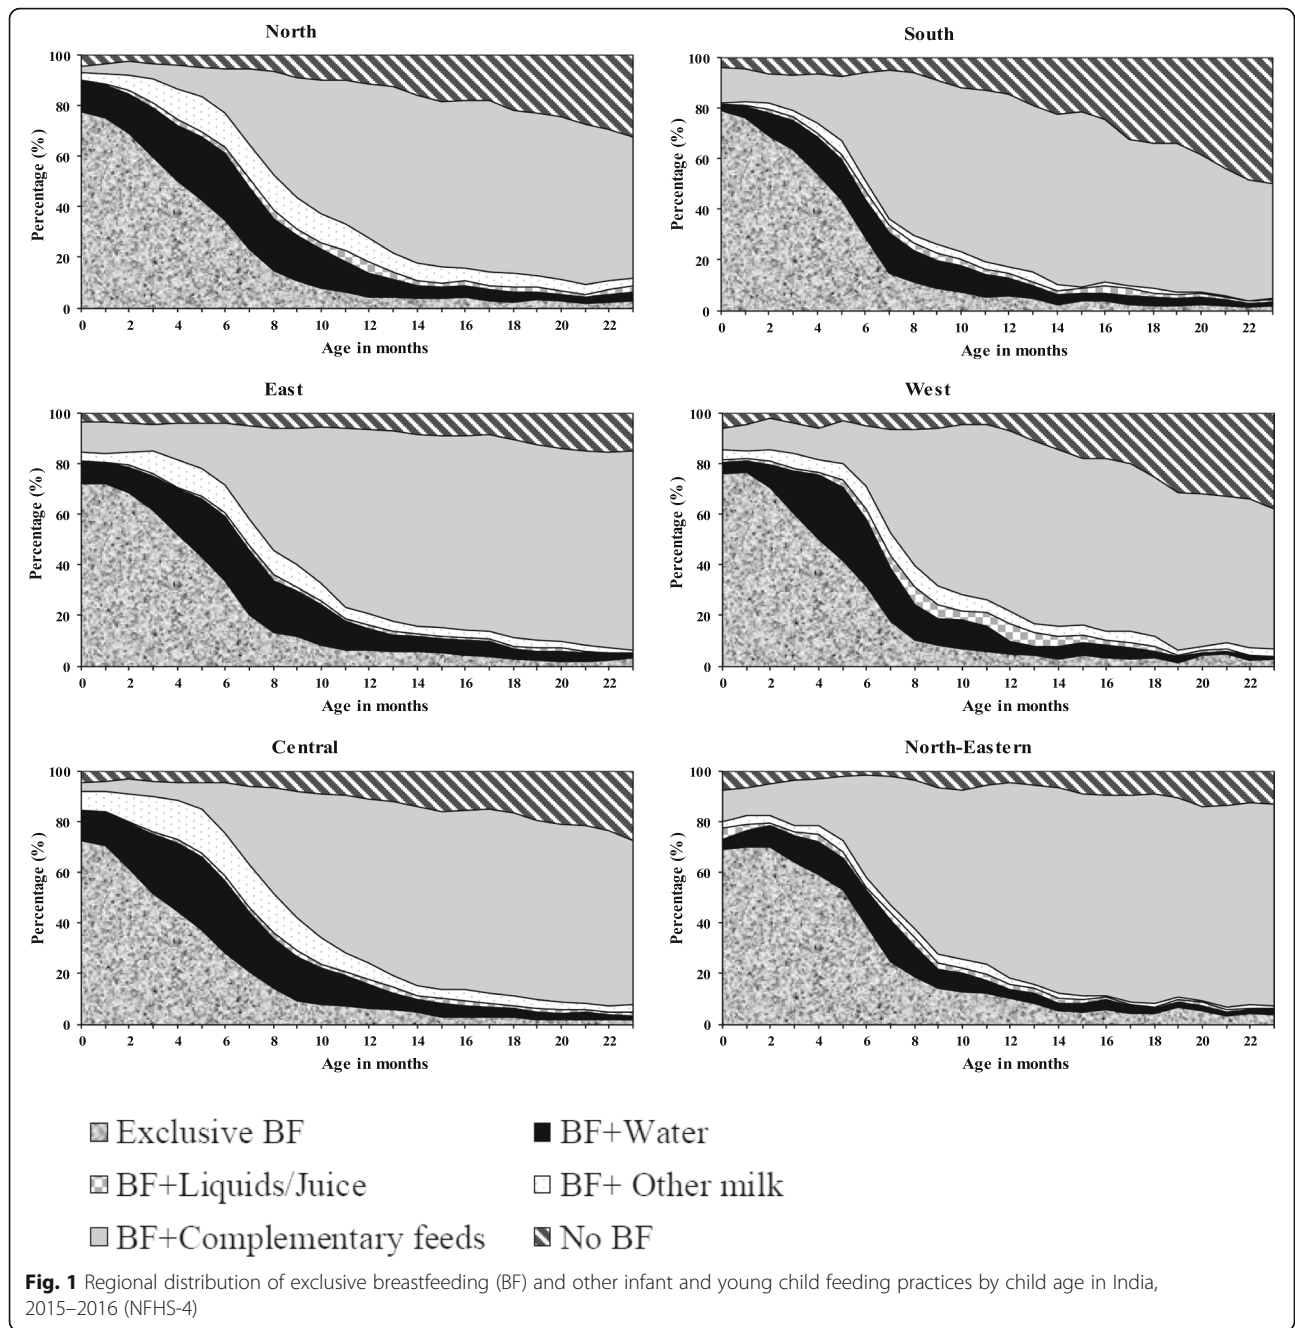 North
Percentage (%)
100
80
60
40
20
0
0 2 4 6 8 10 12 14 16 18 20 22
Age in months
South
Percentage (%)
100
80
60
40
20
0
0 2 4 6 8 10 12 14 16 18 20 22
Age in months
East
Percentage (%)
100
80
60
40
20
0
0 2 4 6 8 10 12 14 16 18 20 22
Age in months
West
Percentage (%)
100
80
60
40
20
0
0 2 4 6 8 10 12 14 16 18 20 22
Age in months
Central
Percentage (%)
100
80
60
40
20
0
0 2 4 6 8 10 12 14 16 18 20 22
Age in months
North-Eastern
Percentage (%)
100
80
60
40
20
0
0 2 4 6 8 10 12 14 16 18 20 22
Age in months
Exclusive BF
BF+Water
BF+Liquids/Juice
BF+ Other milk
BF+Complementary feeds
No BF
Fig. 1 Regional distribution of exclusive breastfeeding (BF) and other infant and young child feeding practices by child age in India,
2015–2016 (NFHS-4)